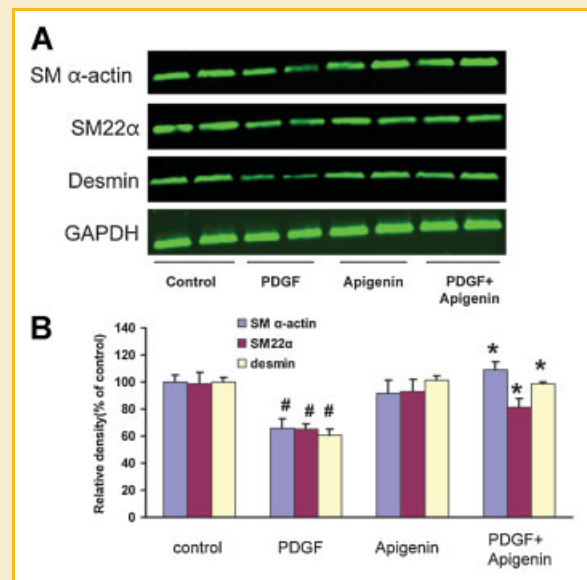 A
SM α-actin
SM22α
Desmin
GAPDH
Control PDGF Apigenin PDGF+
Apigenin
B
Relative density(% of control)
140
120
100
80
60
40
20
0
SM α-actin
SM22α
desmin
# # #
* * *
control PDGF Apigenin PDGF+
Apigenin